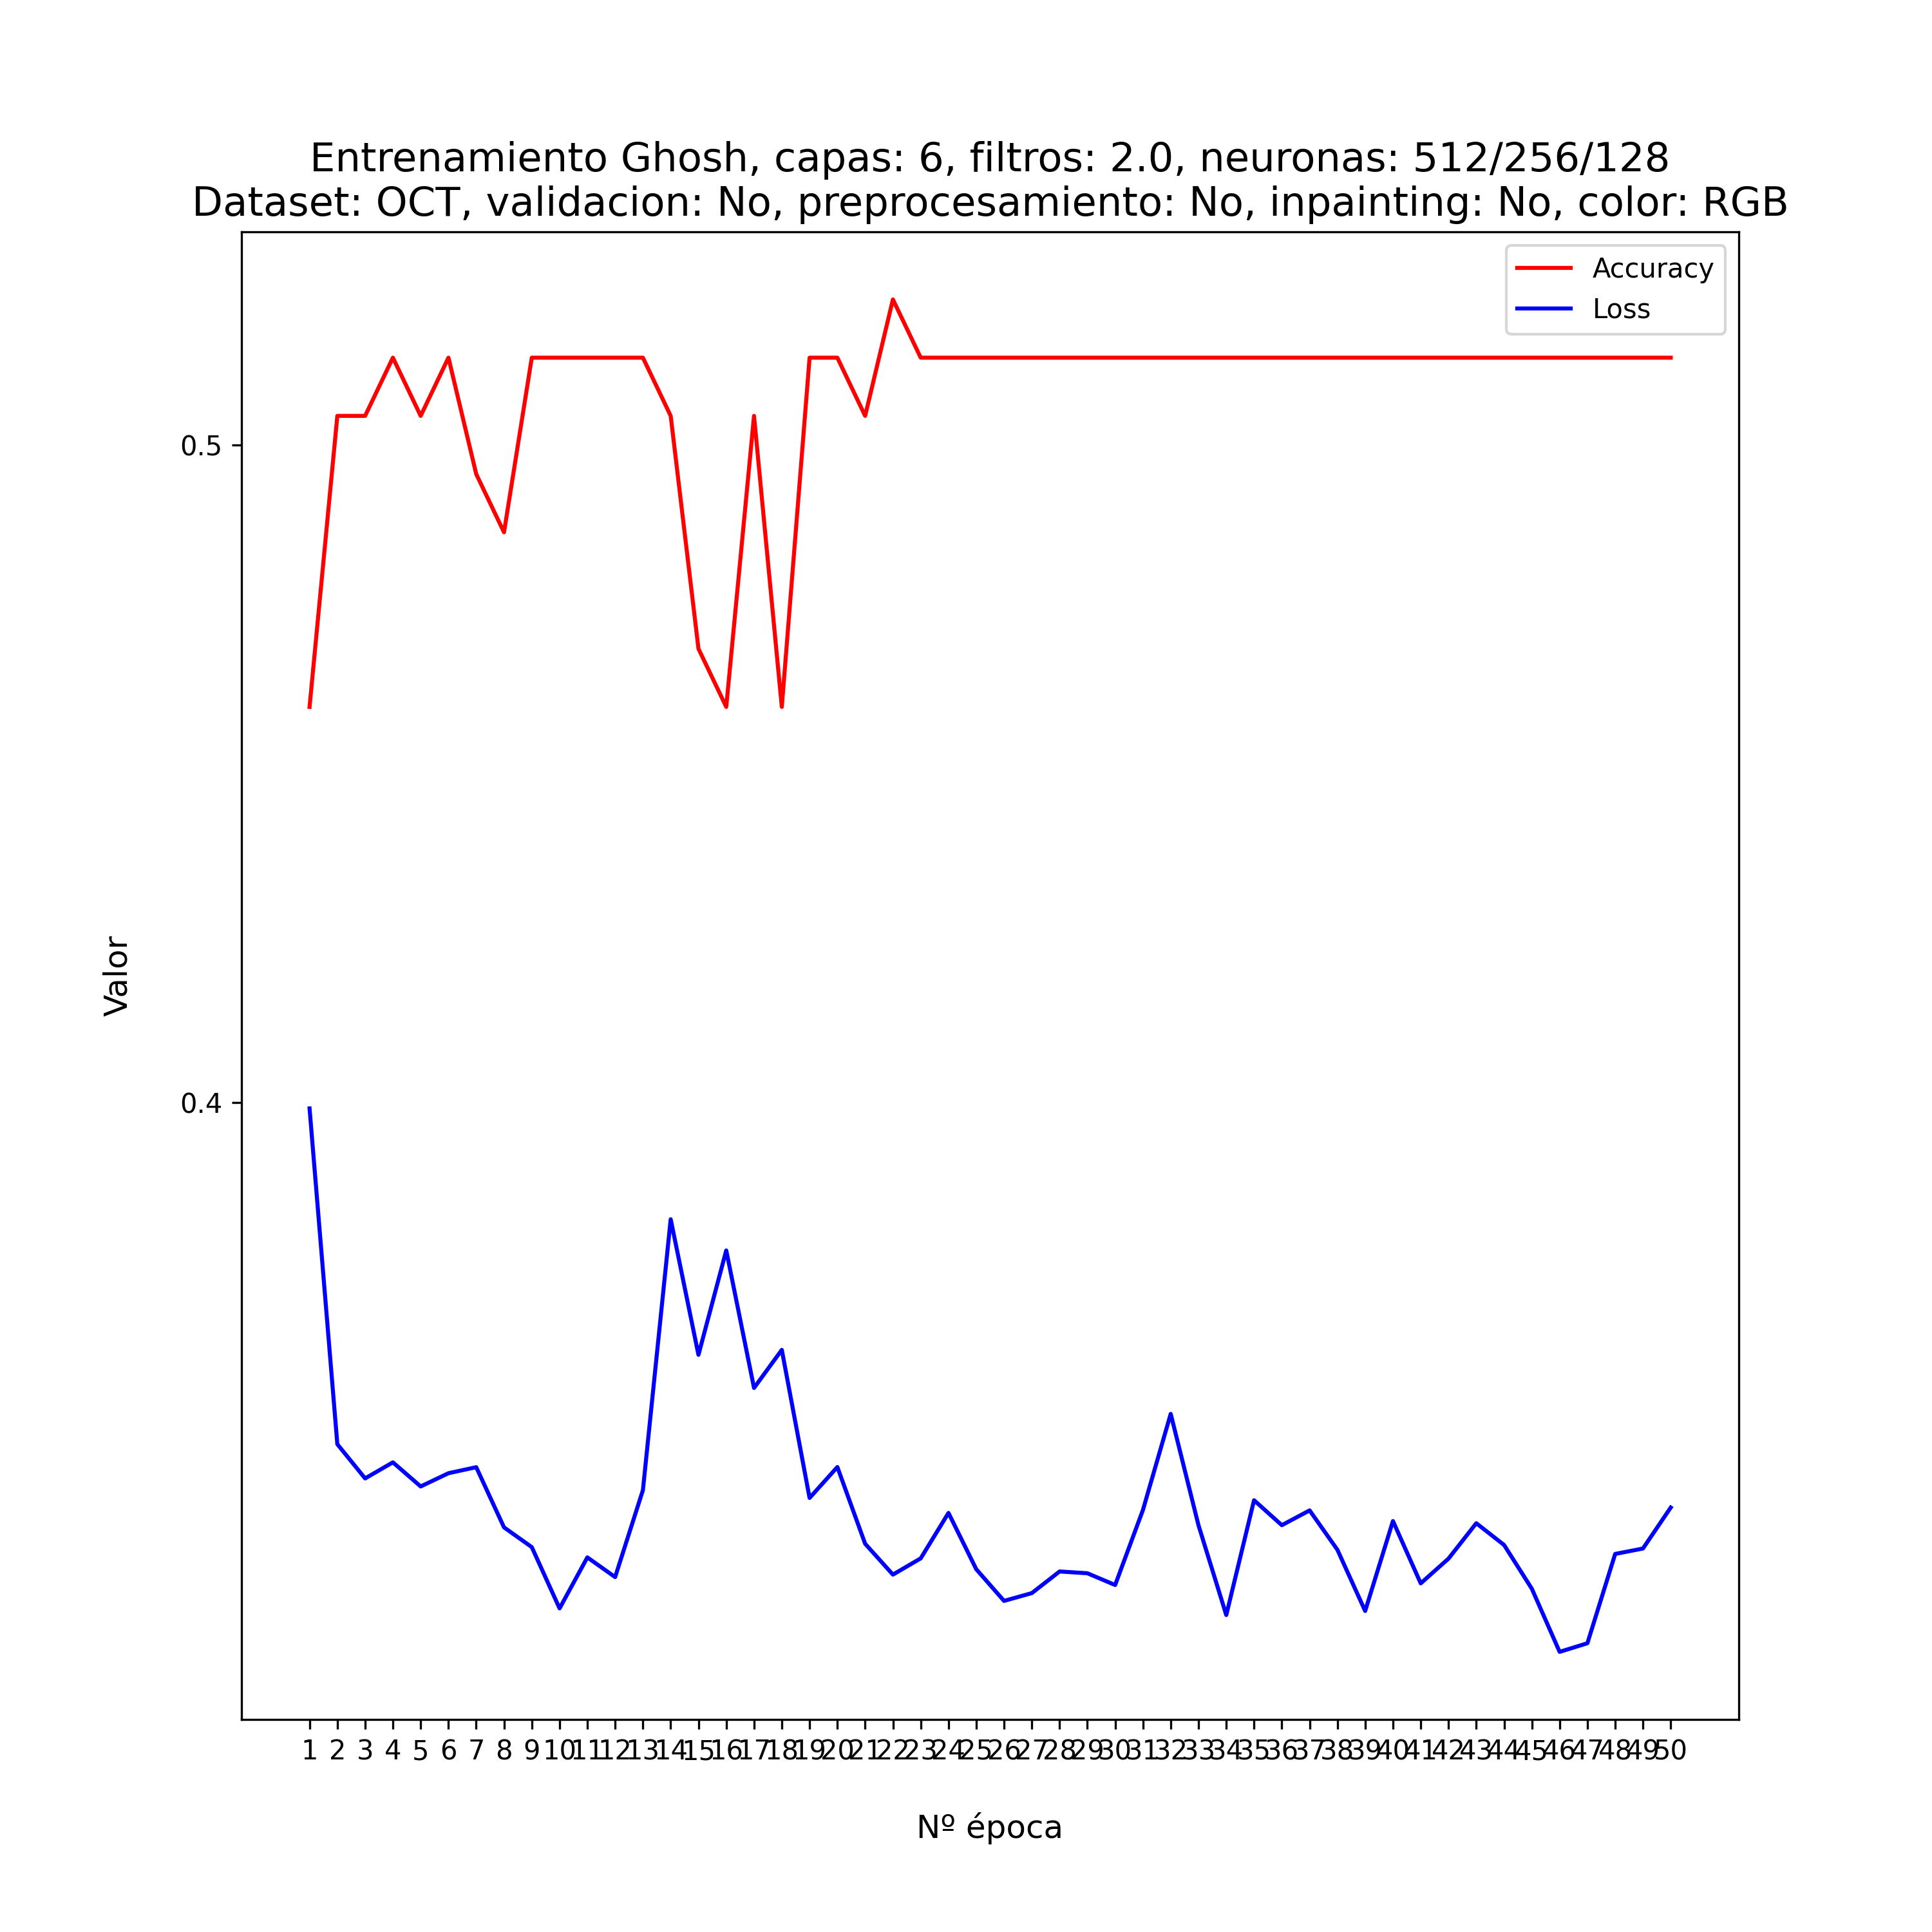 Entrenamiento Ghosh, capas: 6, filtros: 2.0, neuronas: 512/256/128
Dataset: OCT, validacion: No, preprocesamiento: No, inpainting: No, color: RGB
Accuracy
Loss
0.5
0.4
Valor
1 2 3 4 5 6 7 8 9 10 11 12 13 14 15 16 17 18 19 20 21 22 23 24 25 26 27 28 29 30 31 32 33 34 35 36 37 38 39 40 41 42 43 44 45 46 47 48 49 50
Nº época